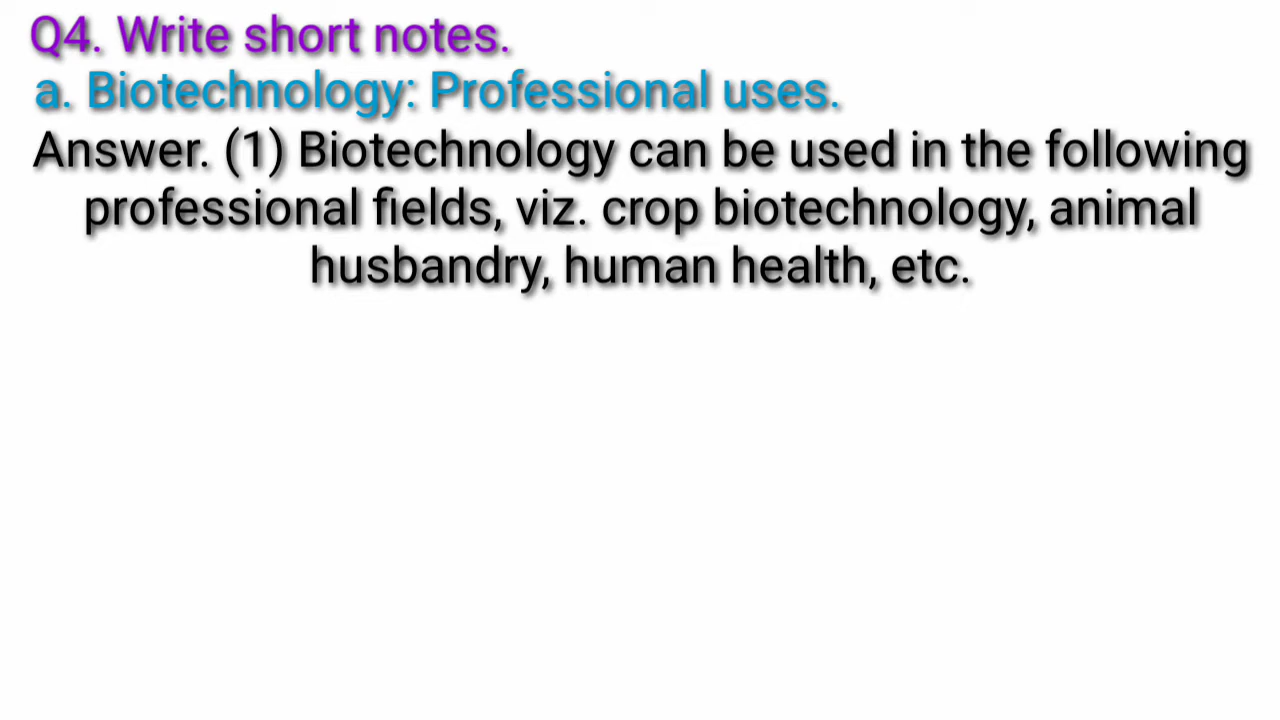 Q4. Write short notes.
a. Biotechnology: Professional uses.
Answer. (1) Biotechnology can be used in the following
professional fields, viz. crop biotechnology, animal
husbandry, human health, etc.